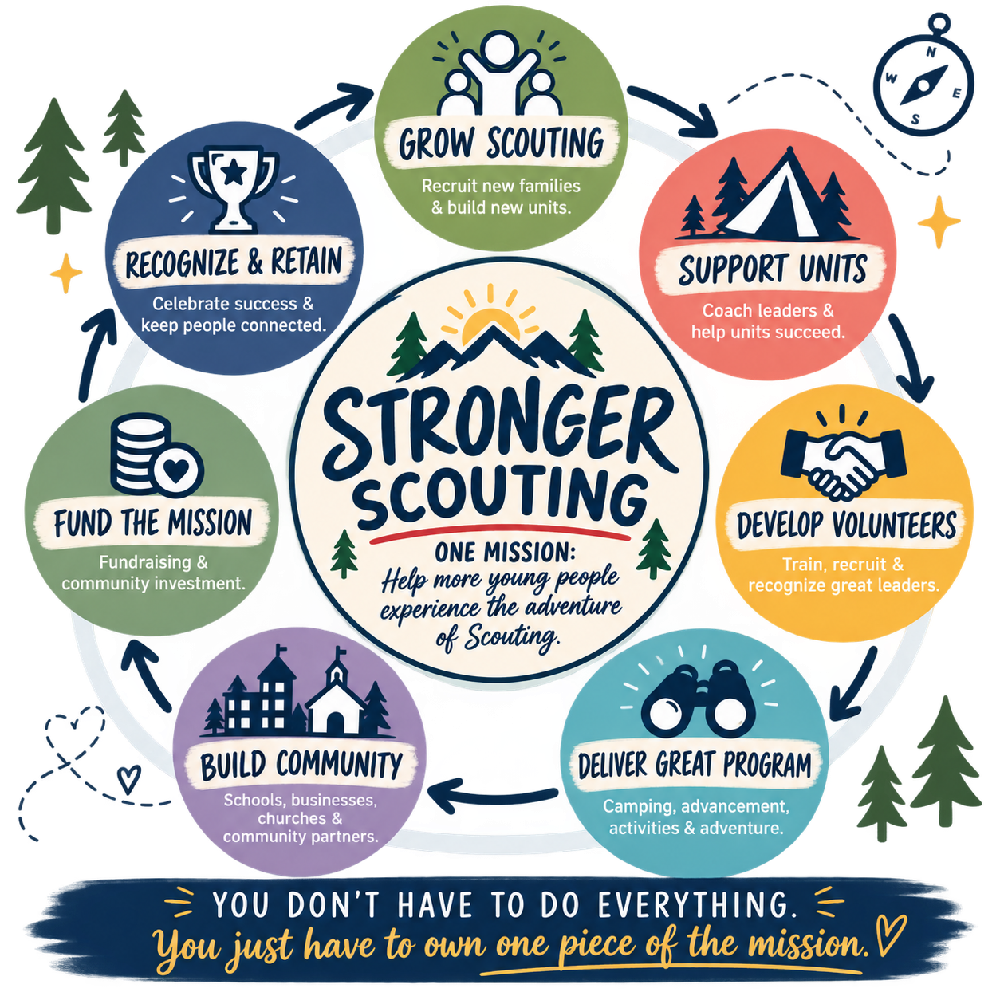 GROW SCOUTING
Recruit new families
& build new units.
SUPPORT UNITS
Coach leaders &
help units succeed.
DEVELOP VOLUNTEERS
Train, recruit &
recognize great leaders.
DELIVER GREAT PROGRAM
Camping, advancement,
activities & adventure.
BUILD COMMUNITY
Schools, businesses,
churches &
community partners.
FUND THE MISSION
Fundraising &
community investment.
RECOGNIZE & RETAIN
Celebrate success &
keep people connected.
STRONGER
SCOUTING
ONE MISSION:
Help more young people
experience the adventure
of Scouting.
N
W
E
S
YOU DON'T HAVE TO DO EVERYTHING.
You just have to own one piece of the mission.